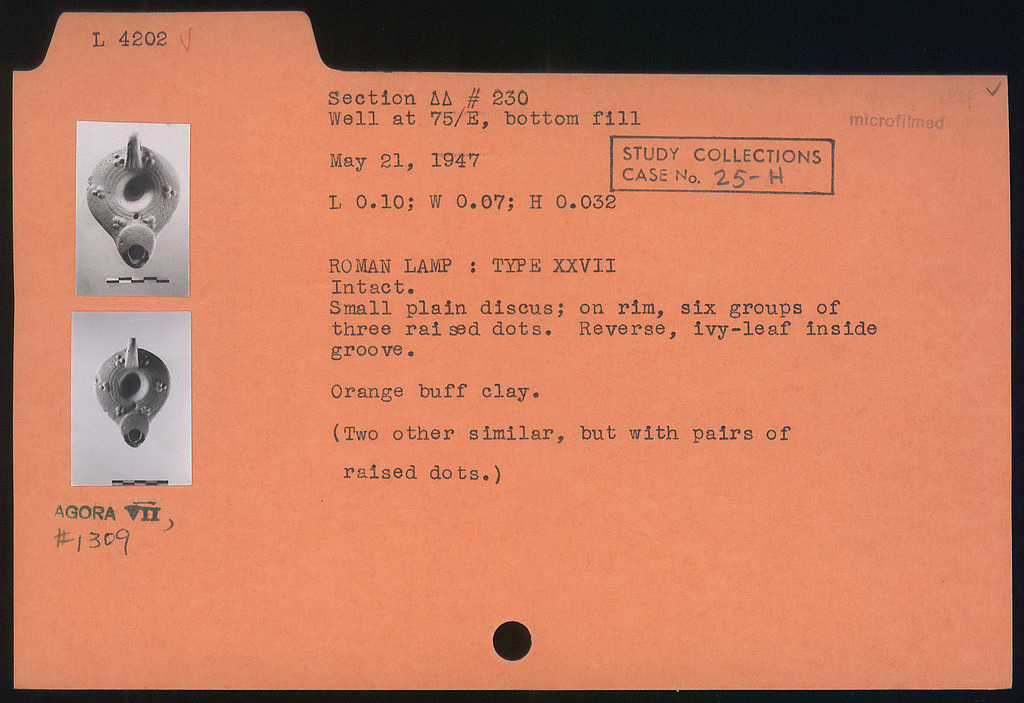 L 4202 ✓
Section ΔΔ # 230
Well at 75/E, bottom fill
microfilmed
May 21, 1947
STUDY COLLECTIONS
CASE No. 25-H
L 0.10; W 0.07; H 0.032
ROMAN LAMP : TYPE XXVII
Intact.
Small plain discus; on rim, six groups of
three raised dots. Reverse, ivy-leaf inside
groove.
Orange buff clay.
(Two other similar, but with pairs of
raised dots.)
AGORA VII,
#1309